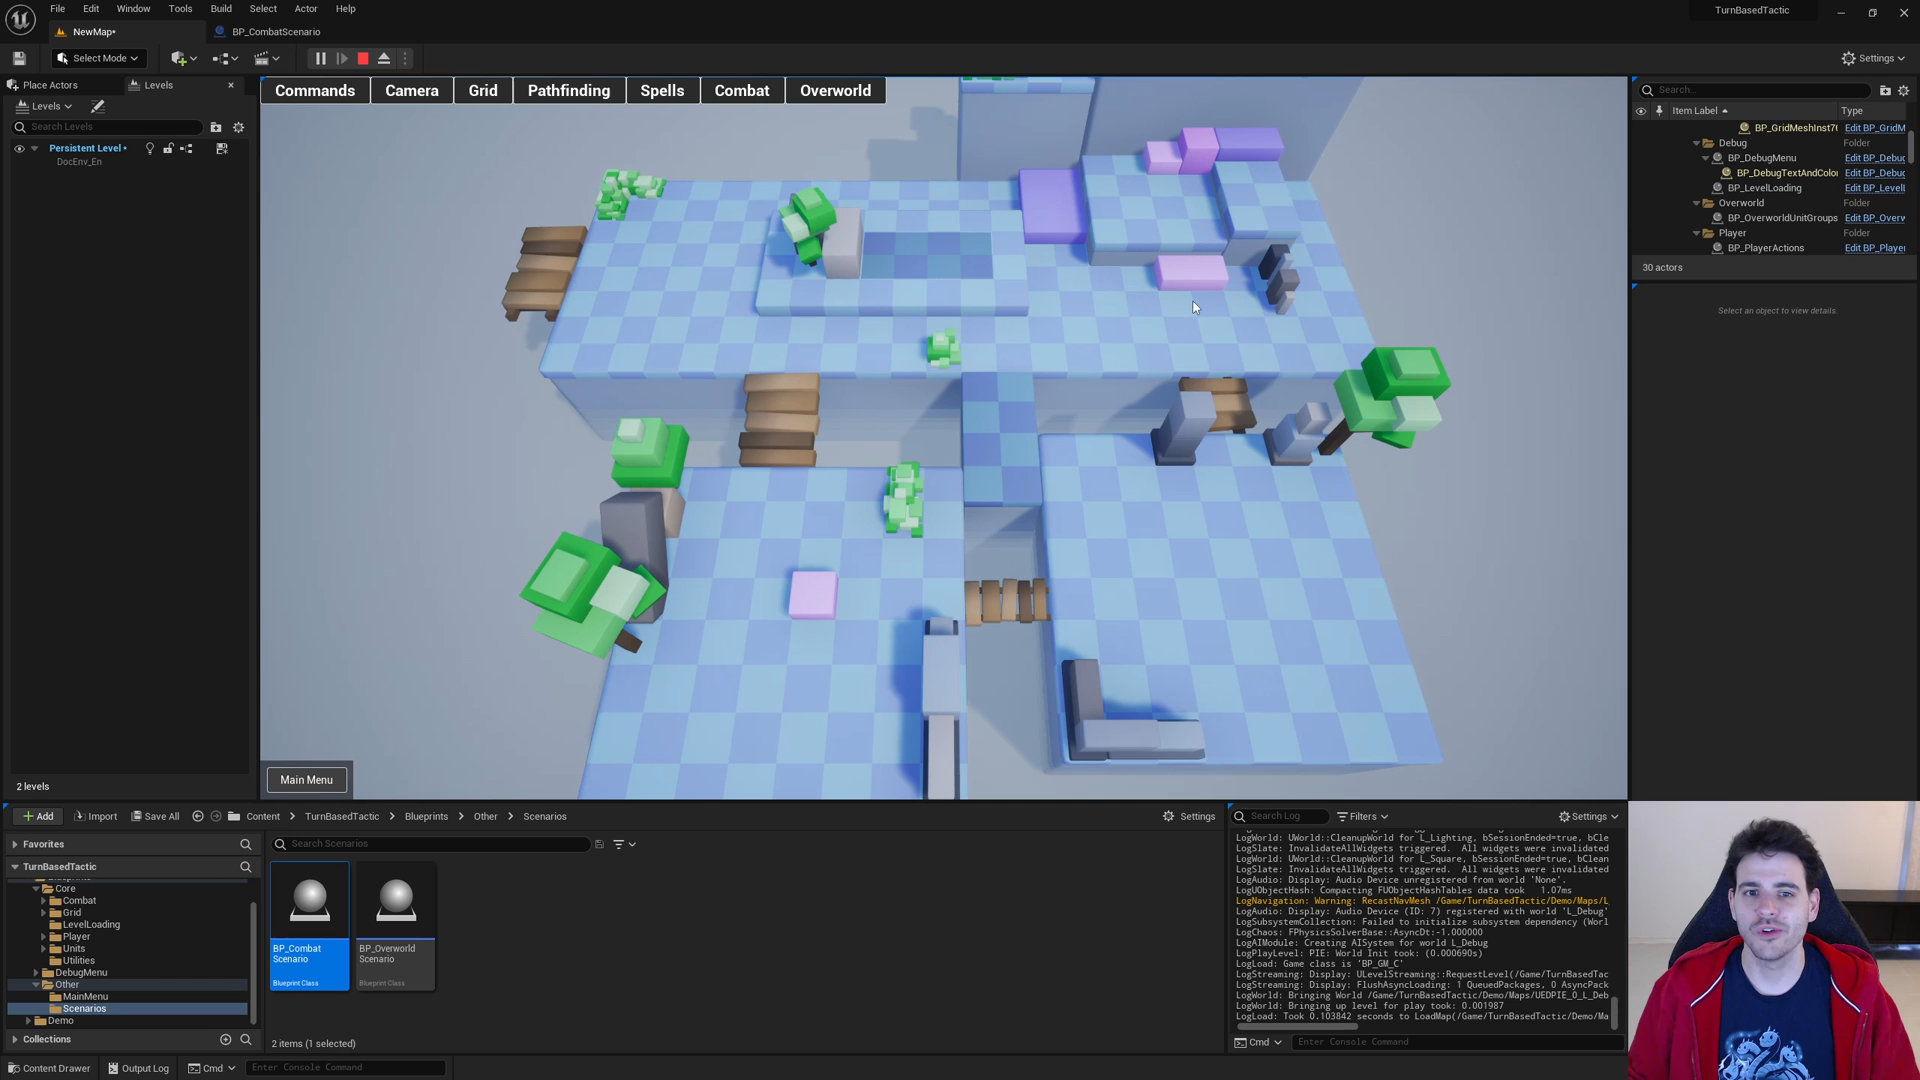 File Edit Window Tools Build Select Actor Help
TurnBasedTactic
NewMap*
BP_CombatScenario
Select Mode
Settings
Place Actors
Levels
Commands
Camera
Grid
Pathfinding
Spells
Combat
Overworld
Levels
Search Levels
Persistent Level *
DocEnv_En
2 levels
Main Menu
Search...
Item Label
Type
Edit BP_GridM
Debug
Folder
BP_DebugMenu
Edit BP_Debug
BP_DebugTextAndColo
Edit BP_Debug
BP_LevelLoading
Edit BP_Levell
Overworld
Folder
BP_OverworldUnitGroups
Edit BP_Overw
Player
Folder
BP_PlayerActions
Edit BP_Player
30 actors
Select an object to view details.
Add
Import
Save All
Content
TurnBasedTactic
Blueprints
Other
Scenarios
Settings
Favorites
TurnBasedTactic
Core
Combat
Grid
LevelLoading
Player
Units
Utilities
DebugMenu
Other
MainMenu
Scenarios
Demo
Collections
Search Scenarios
BP_Combat
Scenario
Blueprint Class
BP_Overworld
Scenario
Blueprint Class
2 items (1 selected)
Search Log
Filters
Settings
LogWorld: UWorld::CleanupWorld for L_Lighting, bSessionEnded=true, bCle
LogSlate: InvalidateAllWidgets triggered. All widgets were invalidated
LogWorld: UWorld::CleanupWorld for L_Square, bSessionEnded=true, bClean
LogSlate: InvalidateAllWidgets triggered. All widgets were invalidated
LogAudio: Display: Audio Device unregistered from world 'None'.
LogUObjectHash: Compacting FUObjectHashTables data took 1.07ms
LogNavigation: Warning: RecastNavMesh /Game/TurnBasedTactic/Demo/Maps/L
LogAudio: Display: Audio Device (ID: 7) registered with world 'L_Debug'
LogSubsystemCollection: Failed to initialize subsystem dependency (Worl
LogChaos: FPhysicsSolverBase::AsyncDt:-1.000000
LogAIModule: Creating AISystem for world L_Debug
LogPlayLevel: PIE: World Init took: (0.000690s)
LogLoad: Game class is 'BP_GM_C'
LogStreaming: Display: ULevelStreaming::RequestLevel(/Game/TurnBasedTac
LogStreaming: Display: FlushAsyncLoading: 1 QueuedPackages, 0 AsyncPack
LogWorld: Bringing World /Game/TurnBasedTactic/Demo/Maps/UEDPIE_0_L_Deb
LogWorld: Bringing up level for play took: 0.001987
LogLoad: Took 0.103842 seconds to LoadMap(/Game/TurnBasedTactic/Demo/Ma
Cmd
Enter Console Command
Content Drawer
Output Log
Cmd
Enter Console Command